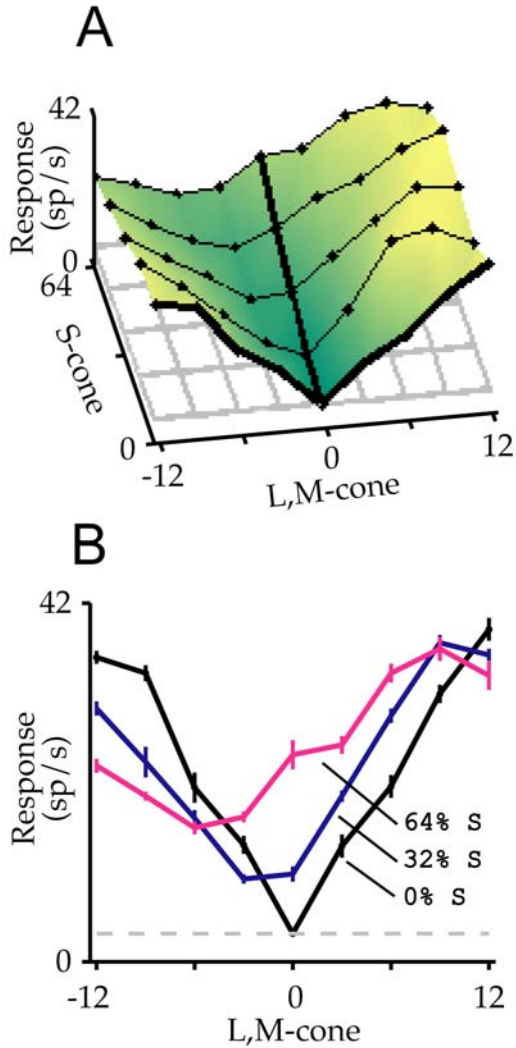 A
42
Response
(sp/s)
0
64
S-cone
0
-12
0
12
L,M-cone
B
42
Response
(sp/s)
64% S
32% S
0% S
0
-12
0
12
L,M-cone